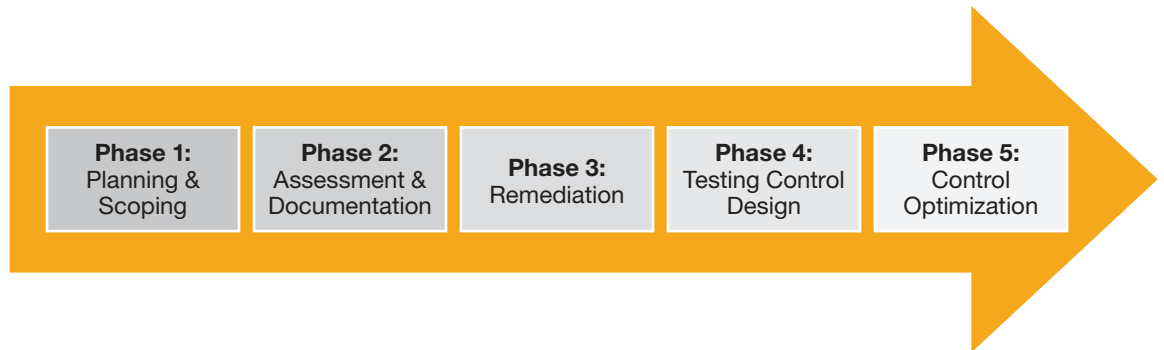 Phase 1:
Planning &
Scoping
Phase 2:
Assessment &
Documentation
Phase 3:
Remediation
Phase 4:
Testing Control
Design
Phase 5:
Control
Optimization